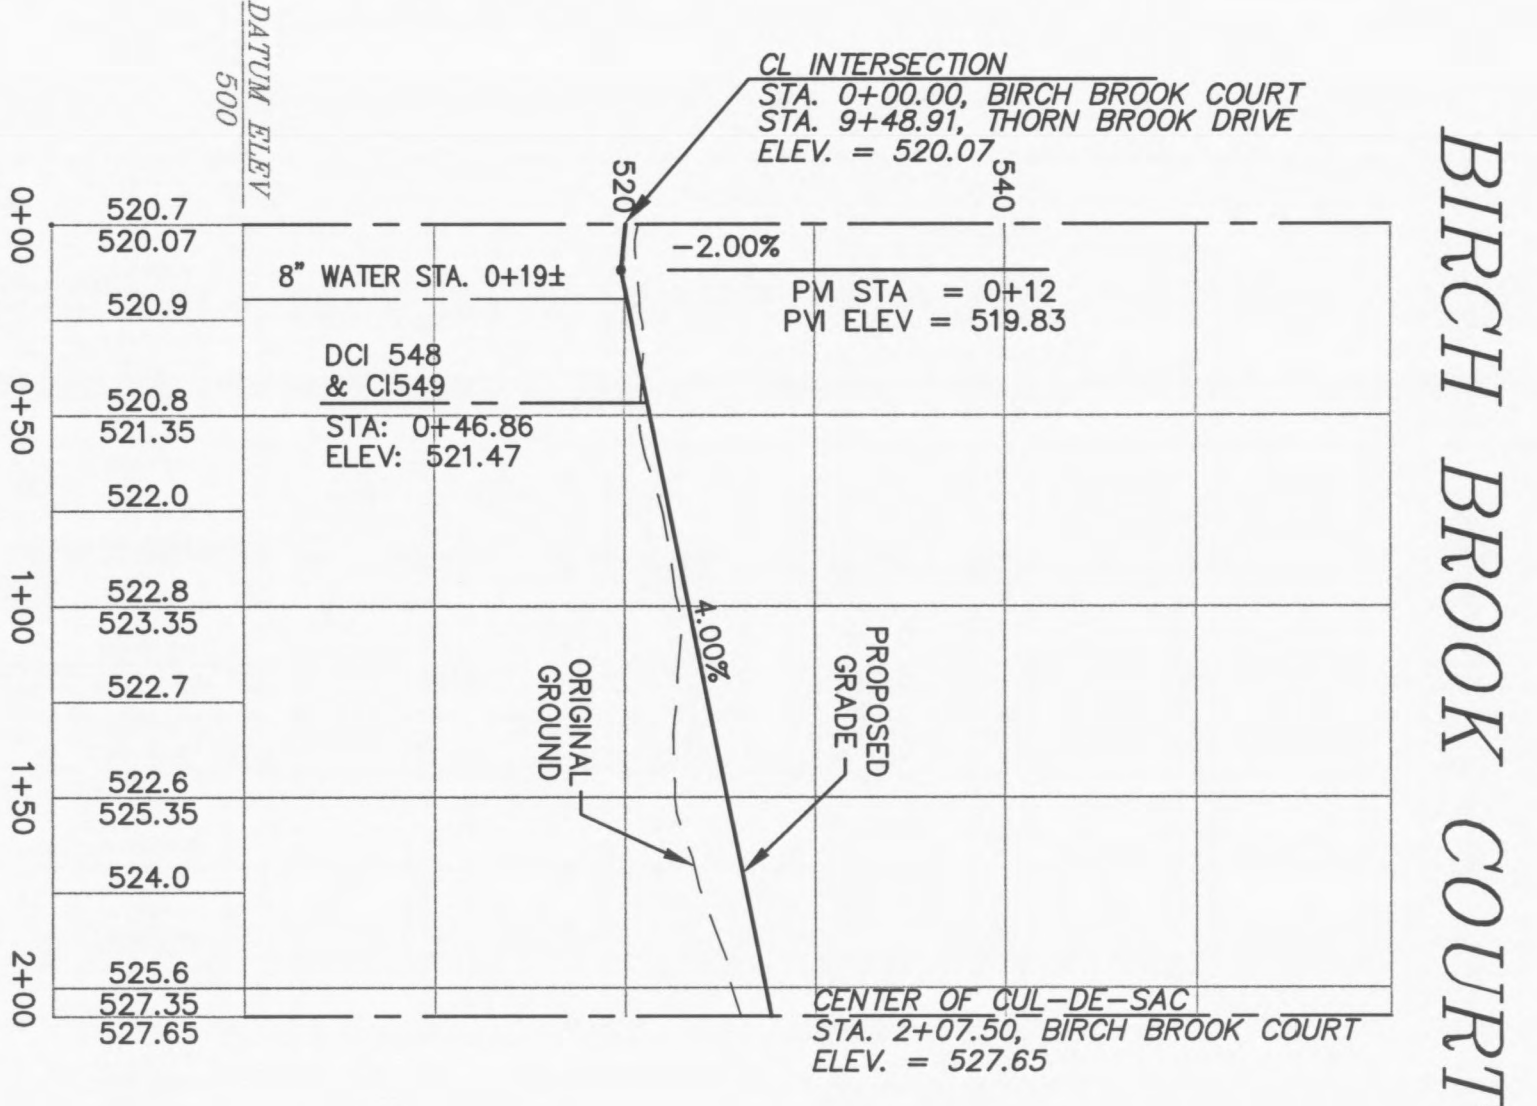 BIRCH BROOK COURT
CL INTERSECTION
STA. 0+00.00, BIRCH BROOK COURT
STA. 9+48.91, THORN BROOK DRIVE
ELEV. = 520.07
DATUM ELEV
500
520
540
-2.00%
PVI STA = 0+12
PVI ELEV = 519.83
8" WATER STA. 0+19±
DCI 548
& CI549
STA: 0+46.86
ELEV: 521.47
4.00%
PROPOSED
GRADE
ORIGINAL
GROUND
CENTER OF CUL-DE-SAC
STA. 2+07.50, BIRCH BROOK COURT
ELEV. = 527.65
0+00
520.7
520.07
520.9
0+50
520.8
521.35
522.0
1+00
522.8
523.35
522.7
1+50
522.6
525.35
524.0
2+00
525.6
527.35
527.65